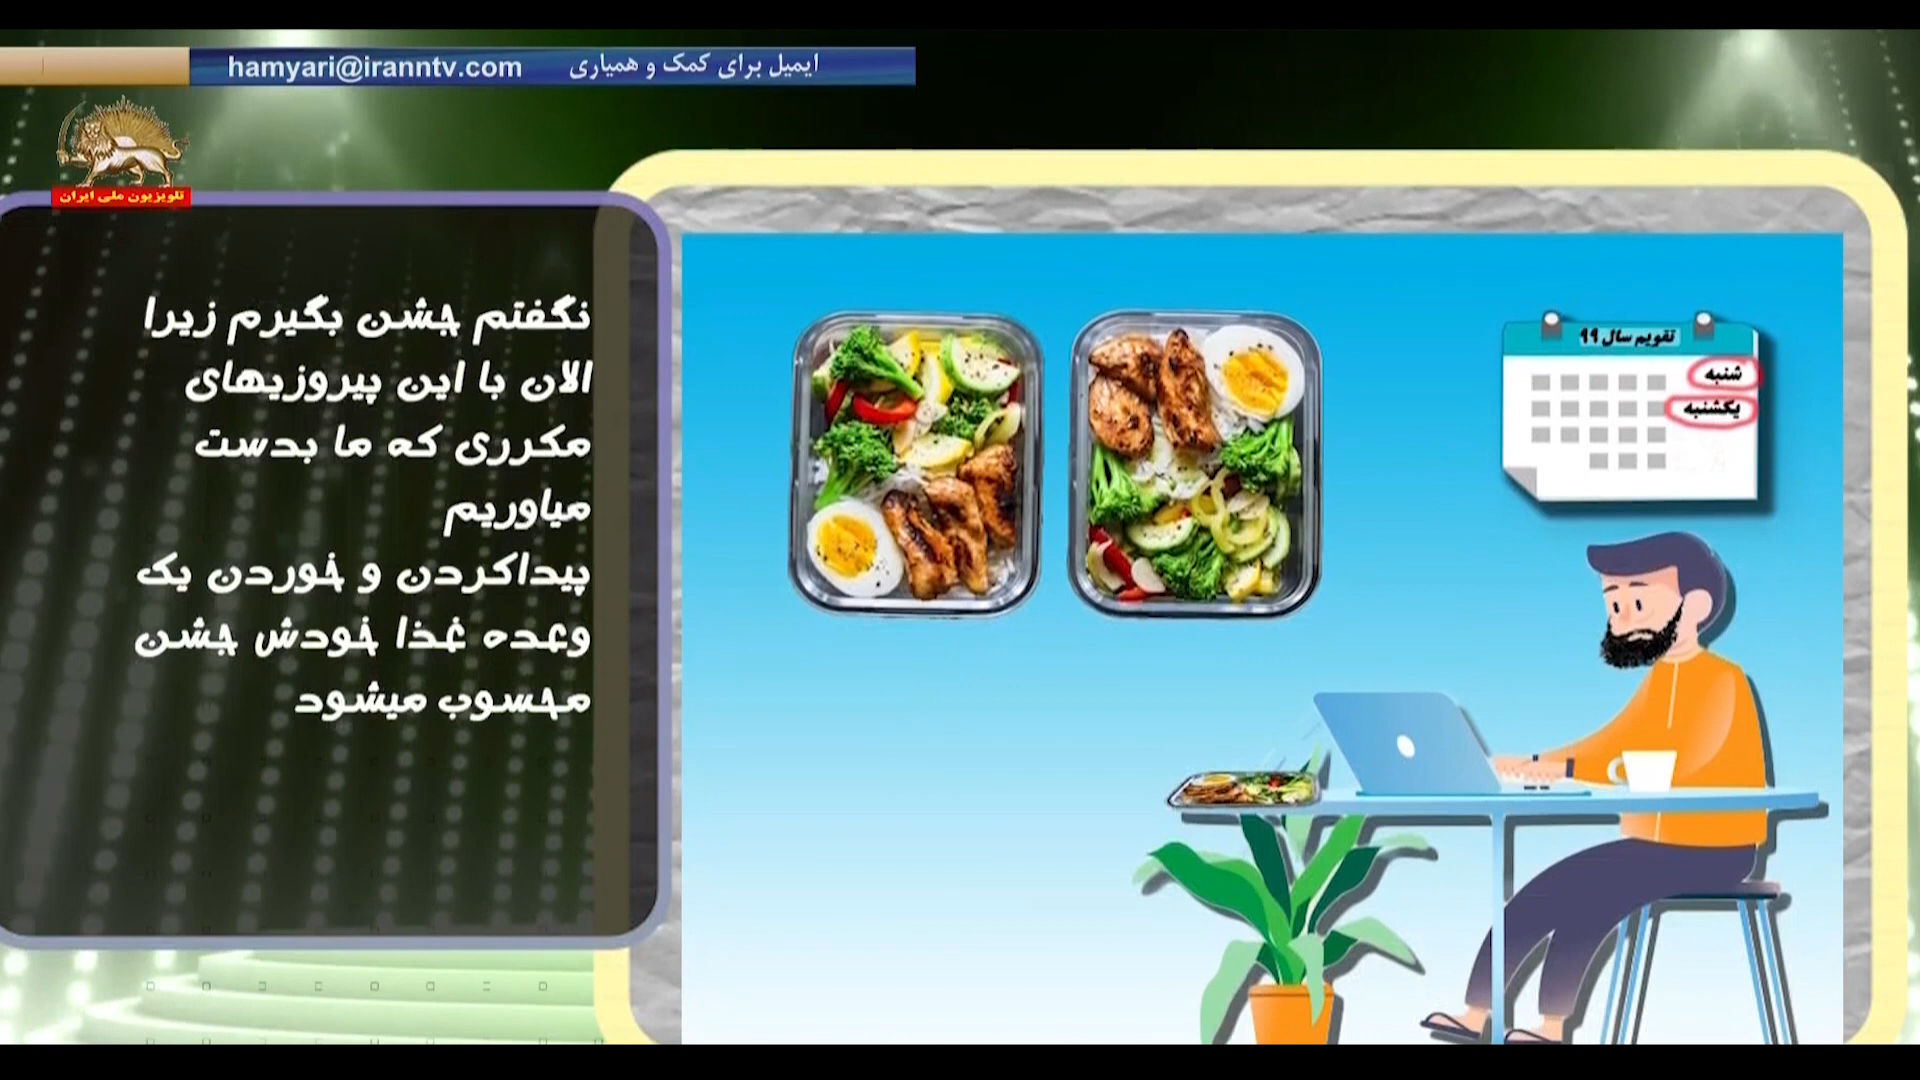 hamyari@iranntv.com ایمیل برای کمک و همیاری
تلویزیون ملی ایران
نگفتم جشن بگیرم زیرا
الان با این پیروزیهای
مکرری که ما بدست
میاوریم
پیداکردن و خوردن یک
وعده غذا خودش جشن
محسوب میشود
تقویم سال ۹۹
شنبه
یکشنبه